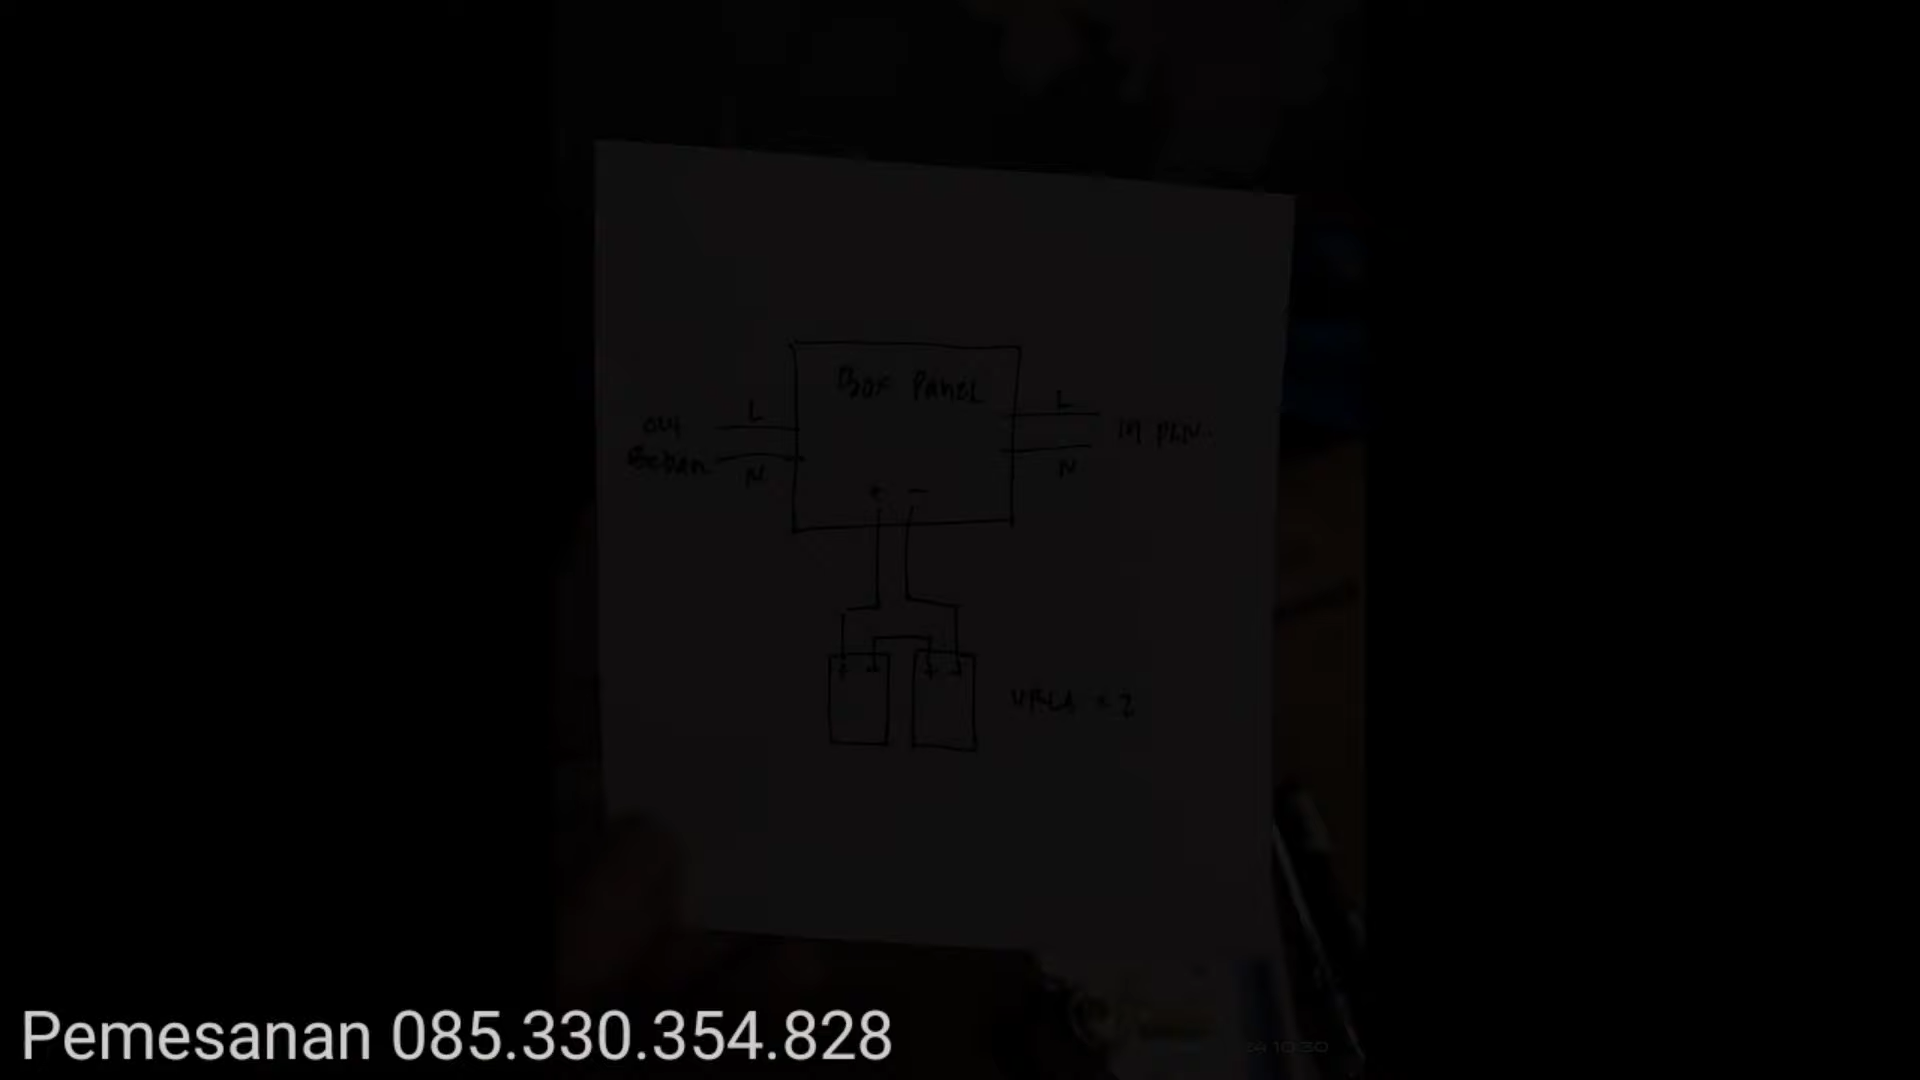 Box Panel
L
L
out
in PLN
Beban
N
N
+ -
+ - + -
VRLA x 2
Pemesanan 085.330.354.828